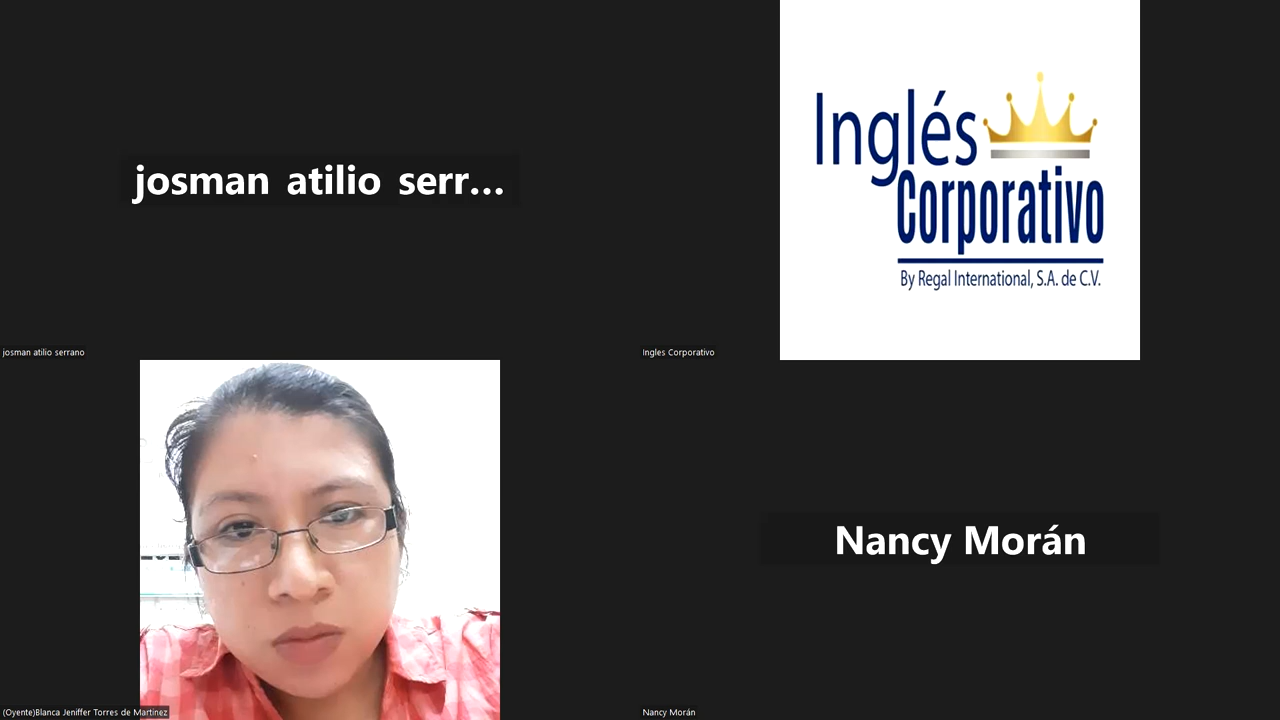 josman atilio serr...
josman atilio serrano
Inglés
Corporativo
By Regal International, S.A. de C.V.
Ingles Corporativo
(Oyente)Blanca Jeniffer Torres de Martinez
Nancy Morán
Nancy Morán